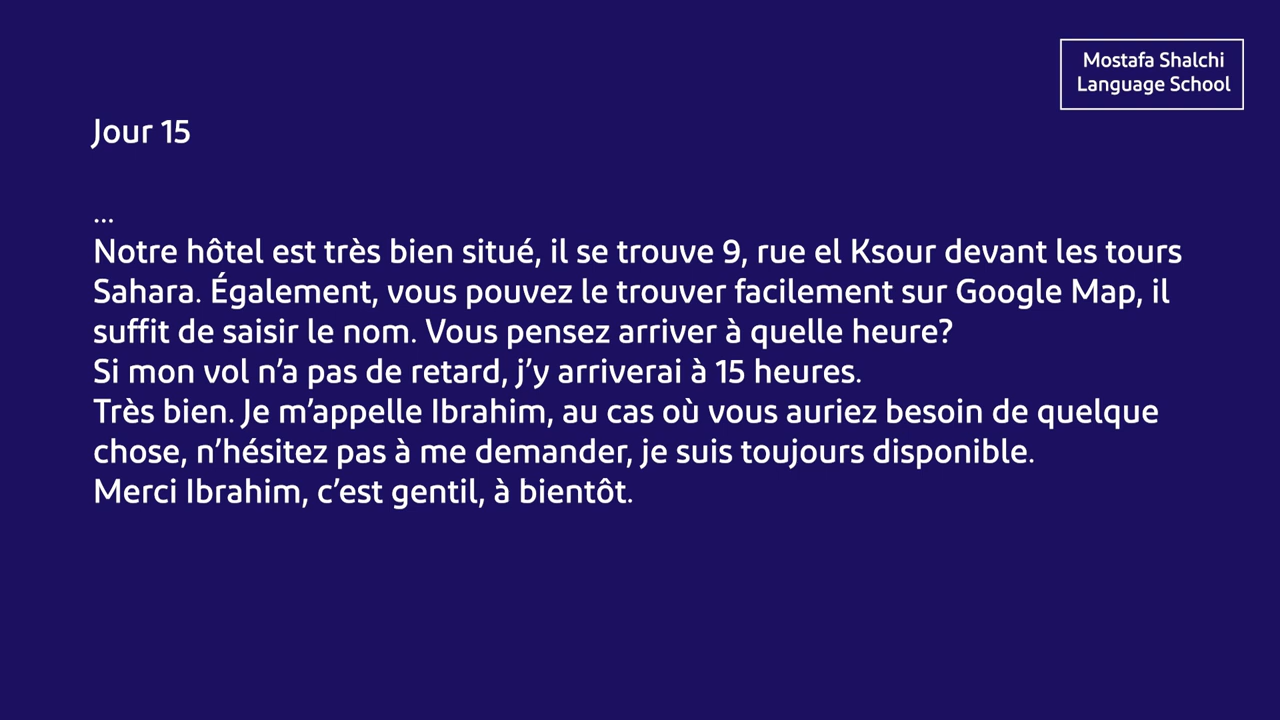 Mostafa Shalchi
Language School
Jour 15
...
Notre hôtel est très bien situé, il se trouve 9, rue el Ksour devant les tours
Sahara. Également, vous pouvez le trouver facilement sur Google Map, il
suffit de saisir le nom. Vous pensez arriver à quelle heure?
Si mon vol n’a pas de retard, j’y arriverai à 15 heures.
Très bien. Je m’appelle Ibrahim, au cas où vous auriez besoin de quelque
chose, n’hésitez pas à me demander, je suis toujours disponible.
Merci Ibrahim, c’est gentil, à bientôt.